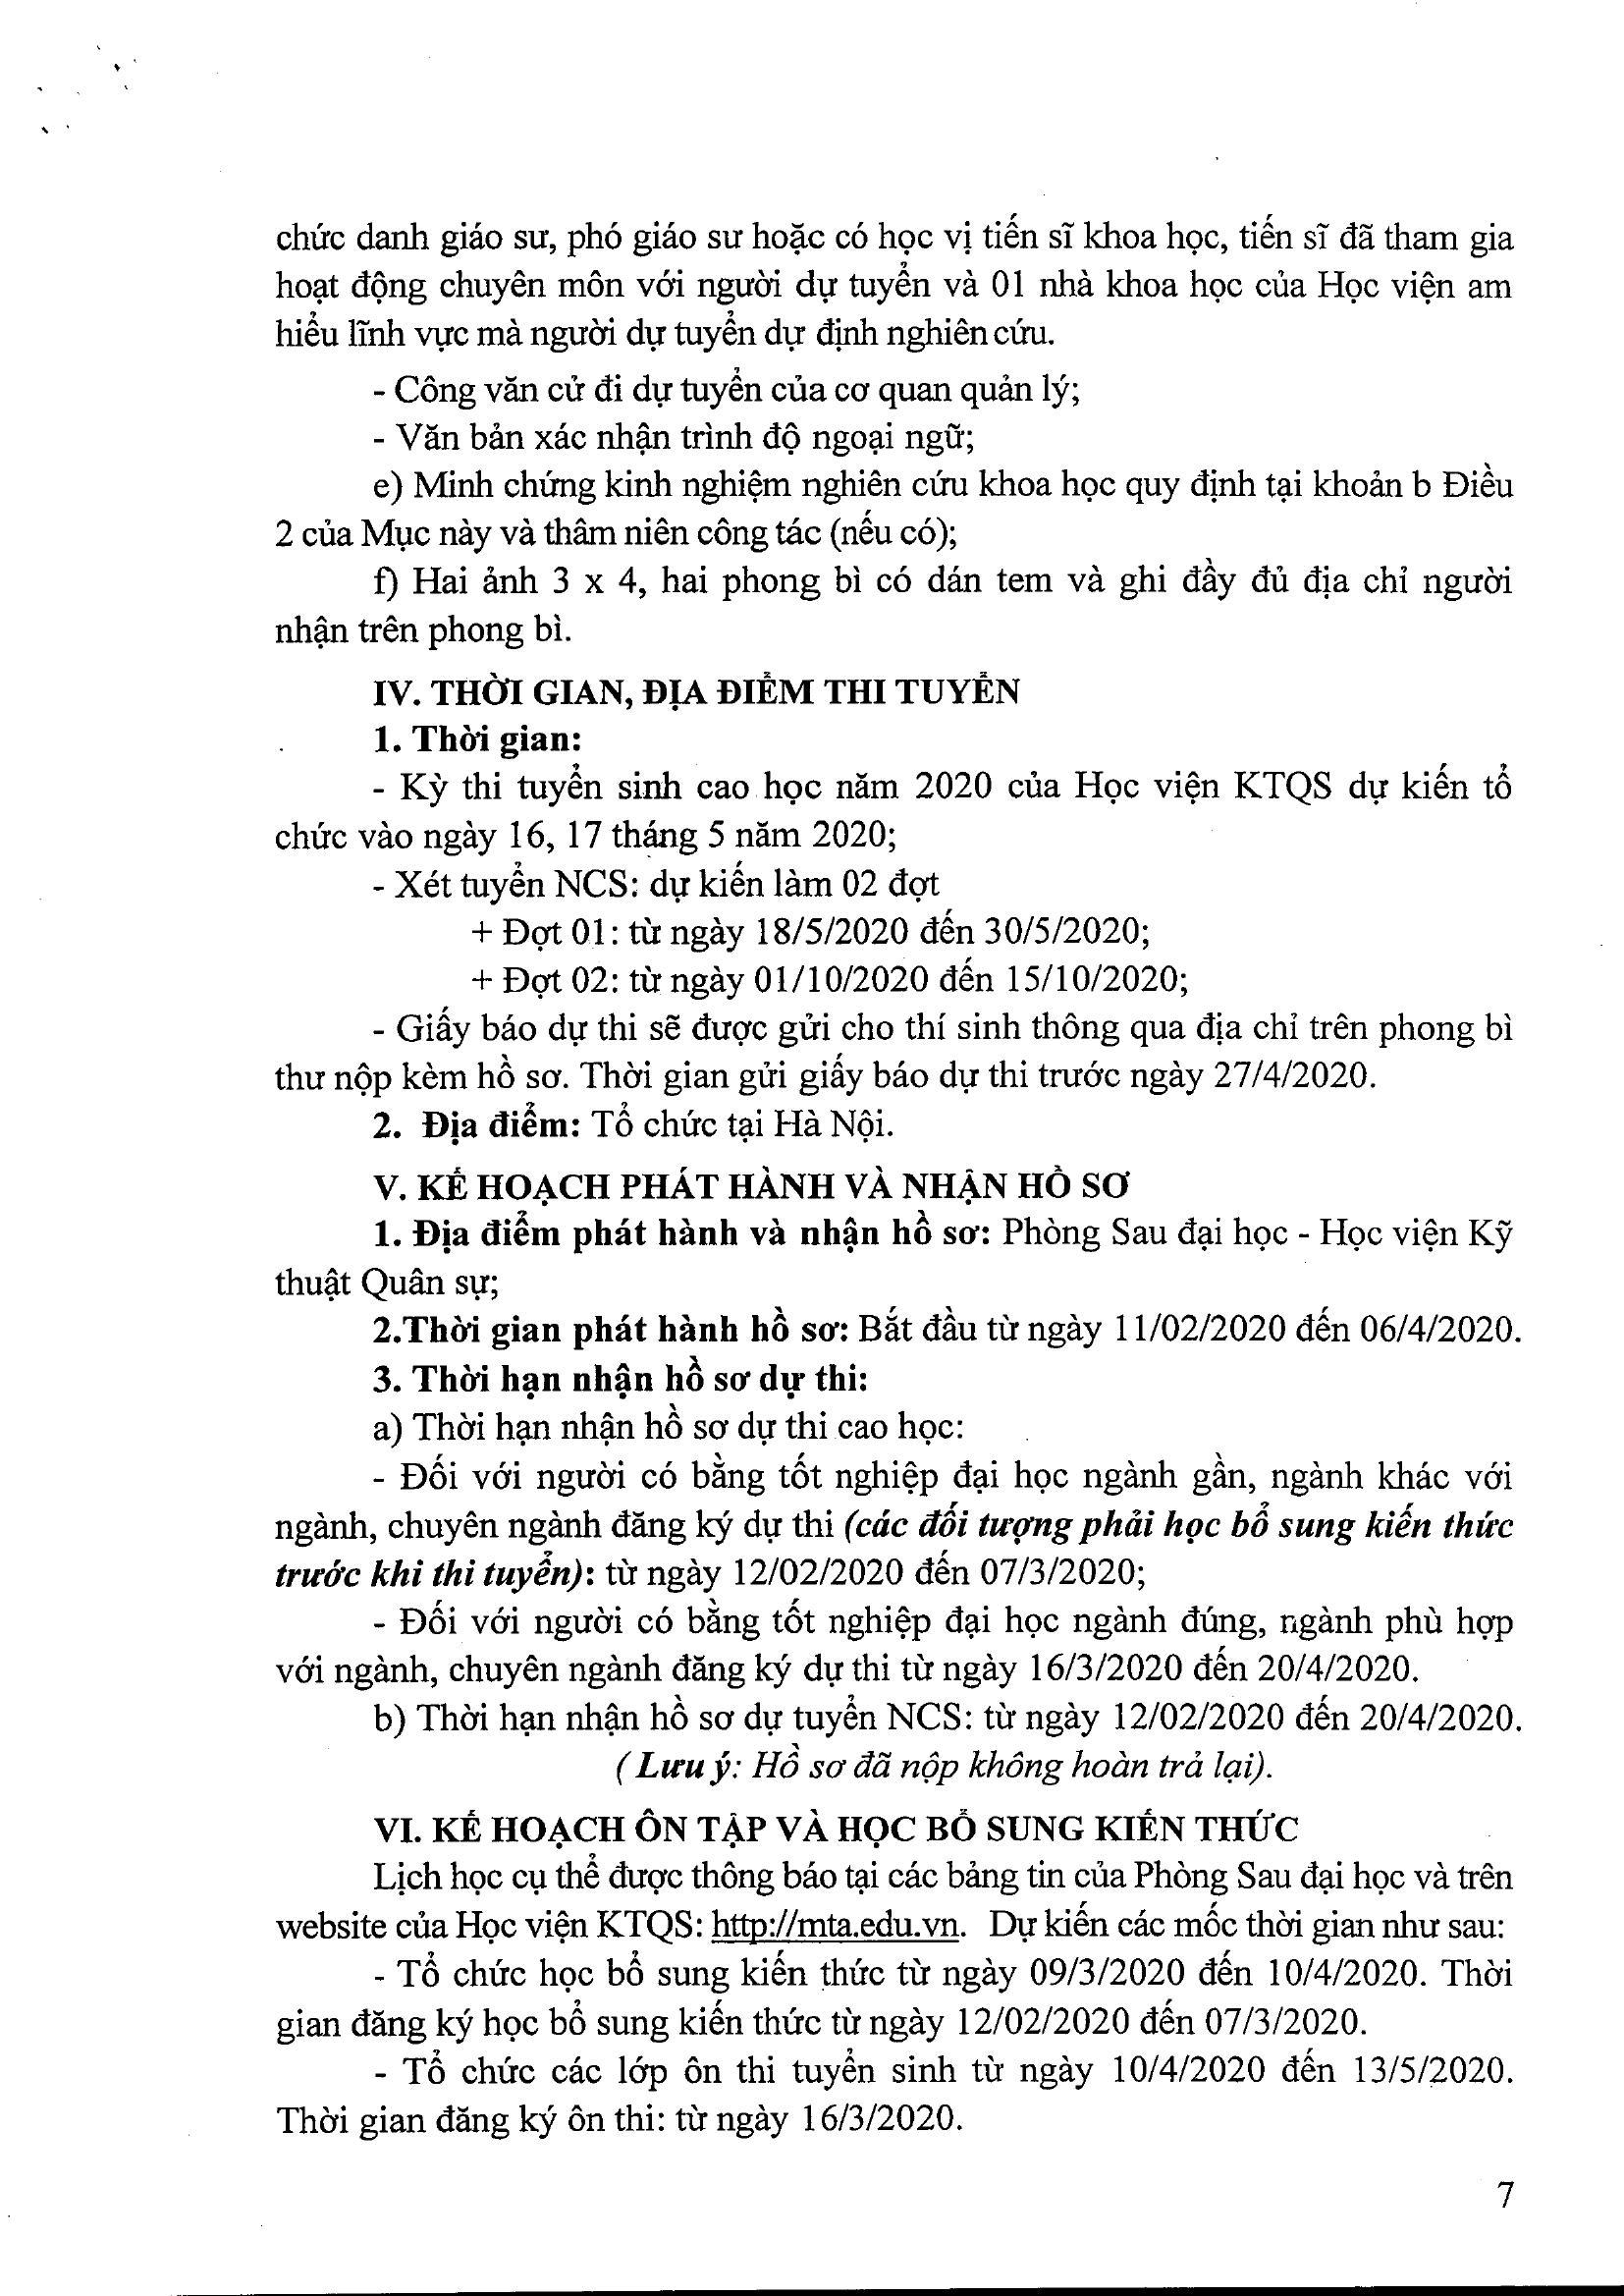 chức danh giáo sư, phó giáo sư hoặc có học vị tiến sĩ khoa học, tiến sĩ đã tham gia
hoạt động chuyên môn với người dự tuyển và 01 nhà khoa học của Học viện am
hiểu lĩnh vực mà người dự tuyển dự định nghiên cứu.
- Công văn cử đi dự tuyển của cơ quan quản lý;
- Văn bản xác nhận trình độ ngoại ngữ;
e) Minh chứng kinh nghiệm nghiên cứu khoa học quy định tại khoản b Điều
2 của Mục này và thâm niên công tác (nếu có);
f) Hai ảnh 3 x 4, hai phong bì có dán tem và ghi đầy đủ địa chỉ người
nhận trên phong bì.
IV. THỜI GIAN, ĐỊA ĐIỂM THI TUYỂN
1. Thời gian:
- Kỳ thi tuyển sinh cao học năm 2020 của Học viện KTQS dự kiến tổ
chức vào ngày 16, 17 tháng 5 năm 2020;
- Xét tuyển NCS: dự kiến làm 02 đợt
+ Đợt 01: từ ngày 18/5/2020 đến 30/5/2020;
+ Đợt 02: từ ngày 01/10/2020 đến 15/10/2020;
- Giấy báo dự thi sẽ được gửi cho thí sinh thông qua địa chỉ trên phong bì
thư nộp kèm hồ sơ. Thời gian gửi giấy báo dự thi trước ngày 27/4/2020.
2. Địa điểm: Tổ chức tại Hà Nội.
V. KẾ HOẠCH PHÁT HÀNH VÀ NHẬN HỒ SƠ
1. Địa điểm phát hành và nhận hồ sơ: Phòng Sau đại học - Học viện Kỹ
thuật Quân sự;
2.Thời gian phát hành hồ sơ: Bắt đầu từ ngày 11/02/2020 đến 06/4/2020.
3. Thời hạn nhận hồ sơ dự thi:
a) Thời hạn nhận hồ sơ dự thi cao học:
- Đối với người có bằng tốt nghiệp đại học ngành gần, ngành khác với
ngành, chuyên ngành đăng ký dự thi (các đối tượng phải học bổ sung kiến thức
trước khi thi tuyển): từ ngày 12/02/2020 đến 07/3/2020;
- Đối với người có bằng tốt nghiệp đại học ngành đúng, ngành phù hợp
với ngành, chuyên ngành đăng ký dự thi từ ngày 16/3/2020 đến 20/4/2020.
b) Thời hạn nhận hồ sơ dự tuyển NCS: từ ngày 12/02/2020 đến 20/4/2020.
( Lưu ý: Hồ sơ đã nộp không hoàn trả lại).
VI. KẾ HOẠCH ÔN TẬP VÀ HỌC BỔ SUNG KIẾN THỨC
Lịch học cụ thể được thông báo tại các bảng tin của Phòng Sau đại học và trên
website của Học viện KTQS: http://mta.edu.vn. Dự kiến các mốc thời gian như sau:
- Tổ chức học bổ sung kiến thức từ ngày 09/3/2020 đến 10/4/2020. Thời
gian đăng ký học bổ sung kiến thức từ ngày 12/02/2020 đến 07/3/2020.
- Tổ chức các lớp ôn thi tuyển sinh từ ngày 10/4/2020 đến 13/5/2020.
Thời gian đăng ký ôn thi: từ ngày 16/3/2020.
7